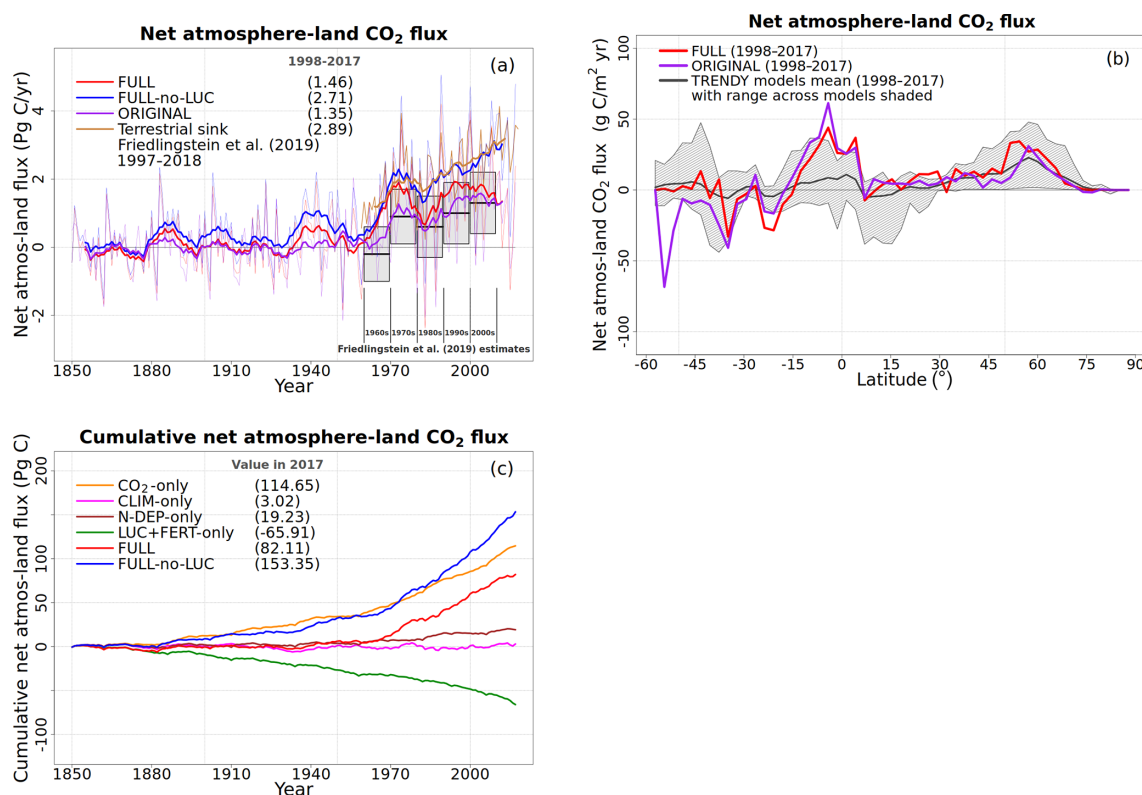 Net atmosphere-land CO2 flux
Net atmos-land flux (Pg C/yr)
4
2
0
-2
1998-2017
(a)
FULL (1.46)
FULL-no-LUC (2.71)
ORIGINAL (1.35)
Terrestrial sink (2.89)
Friedlingstein et al. (2019)
1997-2018
1960s 1970s 1980s 1990s 2000s
Friedlingstein et al. (2019) estimates
1850 1880 1910 1940 1970 2000
Year
Net atmosphere-land CO2 flux
Net atmos-land CO2 flux (g C/m2 yr)
100
50
0
-50
-100
(b)
FULL (1998–2017)
ORIGINAL (1998–2017)
TRENDY models mean (1998–2017)
with range across models shaded
-60 -45 -30 -15 0 15 30 45 60 75 90
Latitude (°)
Cumulative net atmosphere-land CO2 flux
Cumulative net atmos-land flux (Pg C)
200
100
50
0
-100
Value in 2017
(c)
CO2-only (114.65)
CLIM-only (3.02)
N-DEP-only (19.23)
LUC+FERT-only (-65.91)
FULL (82.11)
FULL-no-LUC (153.35)
1850 1880 1910 1940 1970 2000
Year